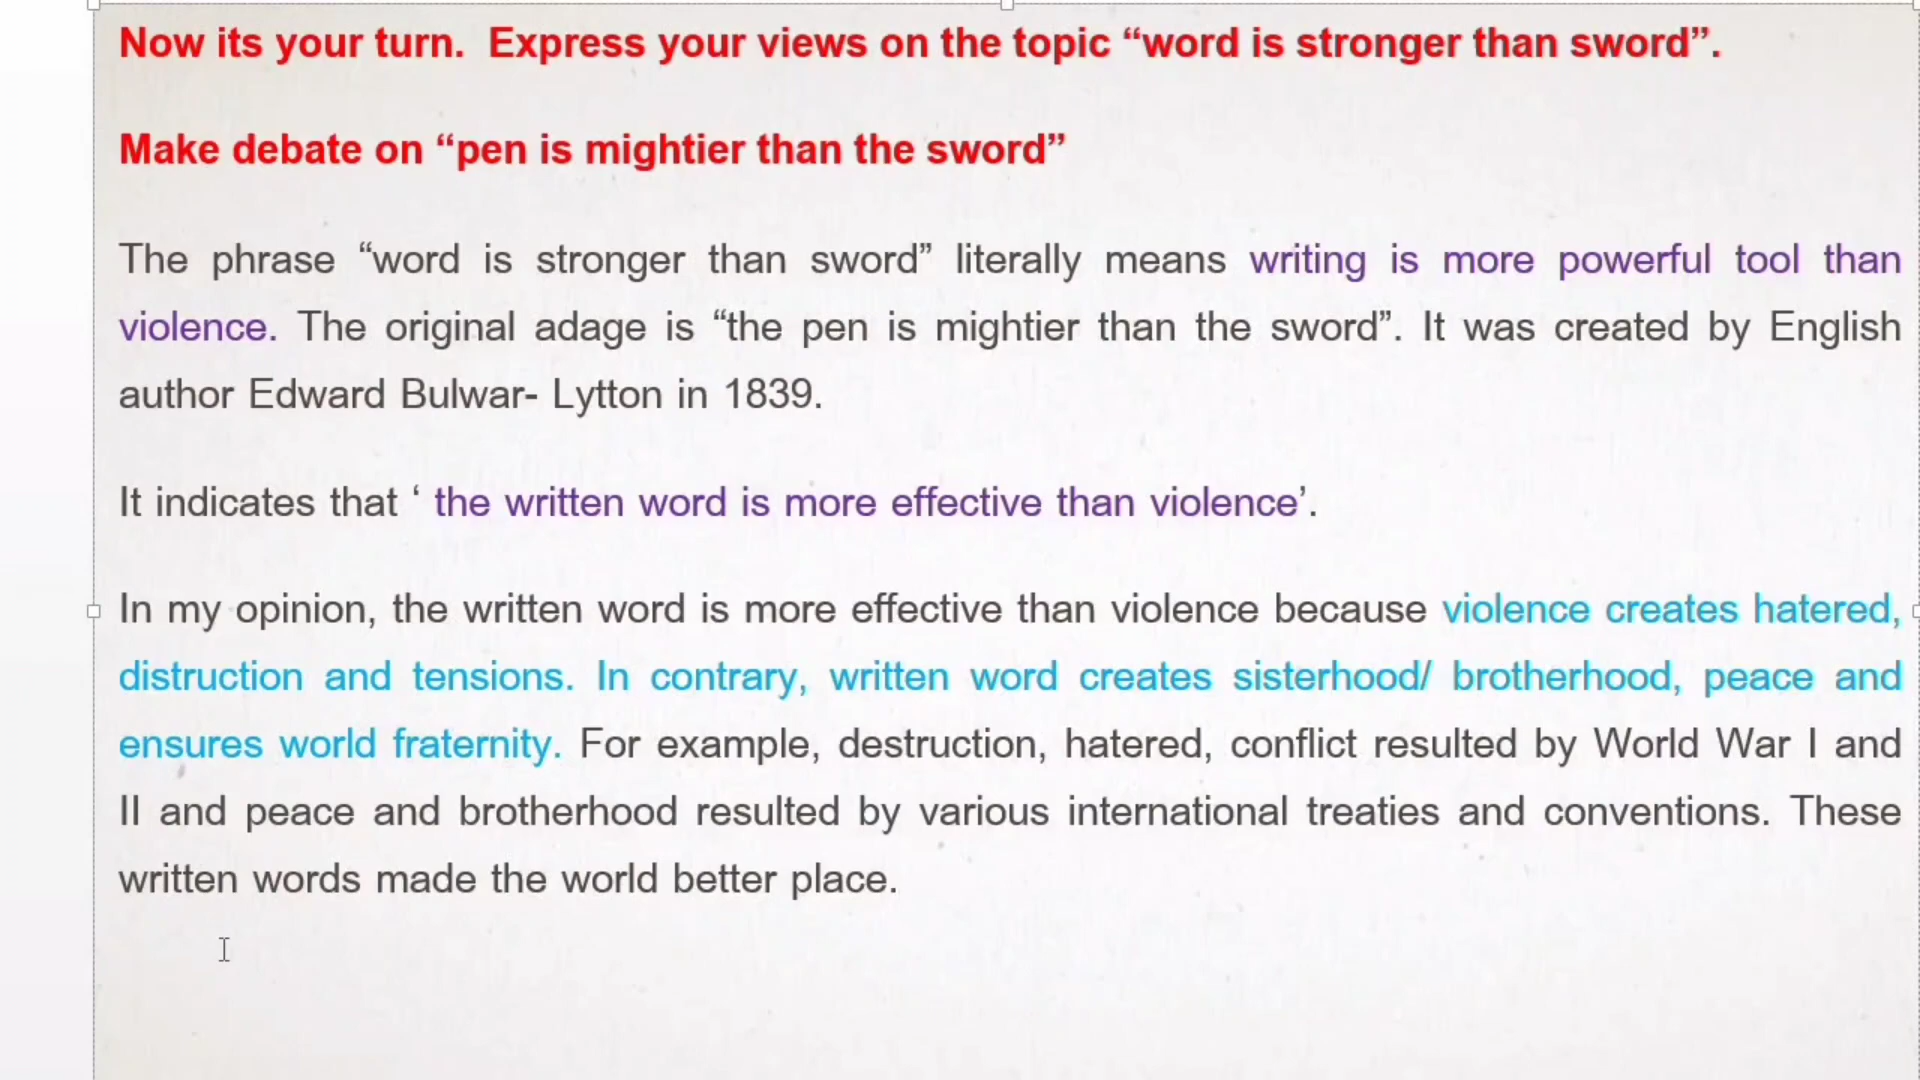 Now its your turn. Express your views on the topic “word is stronger than sword”.
Make debate on “pen is mightier than the sword”
The phrase “word is stronger than sword” literally means writing is more powerful tool than
violence. The original adage is “the pen is mightier than the sword”. It was created by English
author Edward Bulwar- Lytton in 1839.
It indicates that ‘ the written word is more effective than violence’.
In my opinion, the written word is more effective than violence because violence creates hatered,
distruction and tensions. In contrary, written word creates sisterhood/ brotherhood, peace and
ensures world fraternity. For example, destruction, hatered, conflict resulted by World War I and
II and peace and brotherhood resulted by various international treaties and conventions. These
written words made the world better place.